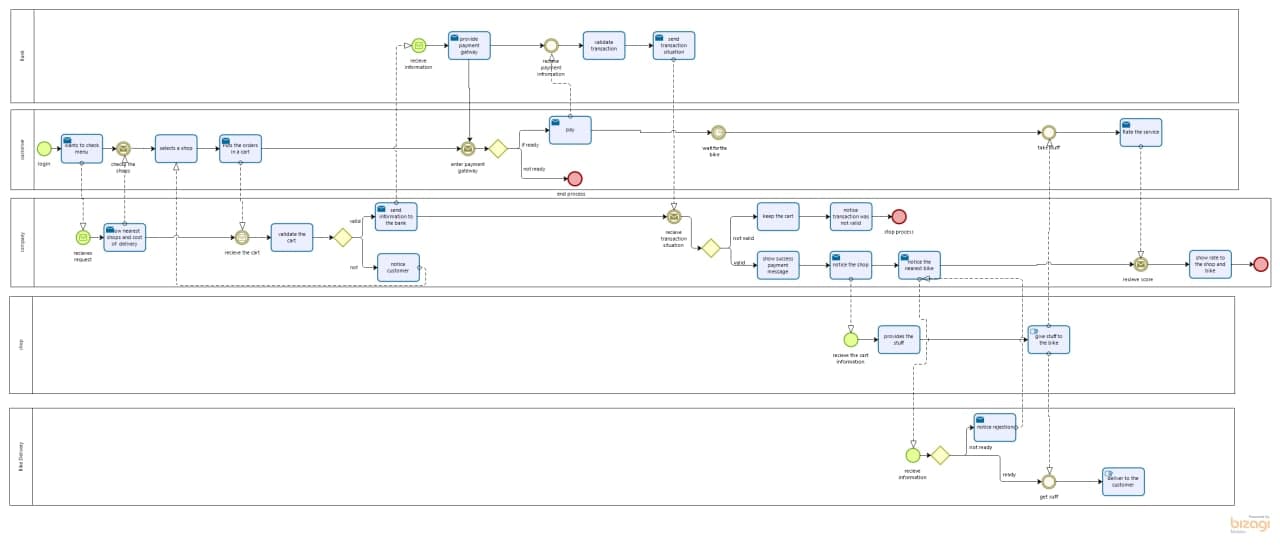 Bank
recieve
information
provide
payment
gatway
recieve
payment
infromation
validate
transaction
send
transaction
situation
customer
login
wants to check
menu
checks the
shops
selects a shop
puts the orders
in a cart
enter payment
gateway
if ready
not ready
pay
end process
wait for the
bike
take stuff
Rate the service
company
recieves
request
show nearest
shops and cost
of delivery
recieve the cart
validate the
cart
valid
not
send
information to
the bank
notice
customer
recieve
transaction
situation
not valid
valid
keep the cart
notice
transaction was
not valid
stop process
show success
payment
message
notice the shop
notice the
nearest bike
recieve score
show rate to
the shop and
bike
shop
recieve the cart
information
provides the
stuff
give stuff to
the bike
Bike Delivery
recieve
information
notice rejection
not ready
ready
get suff
deliver to the
customer
Powered by
bizagi
Modeler